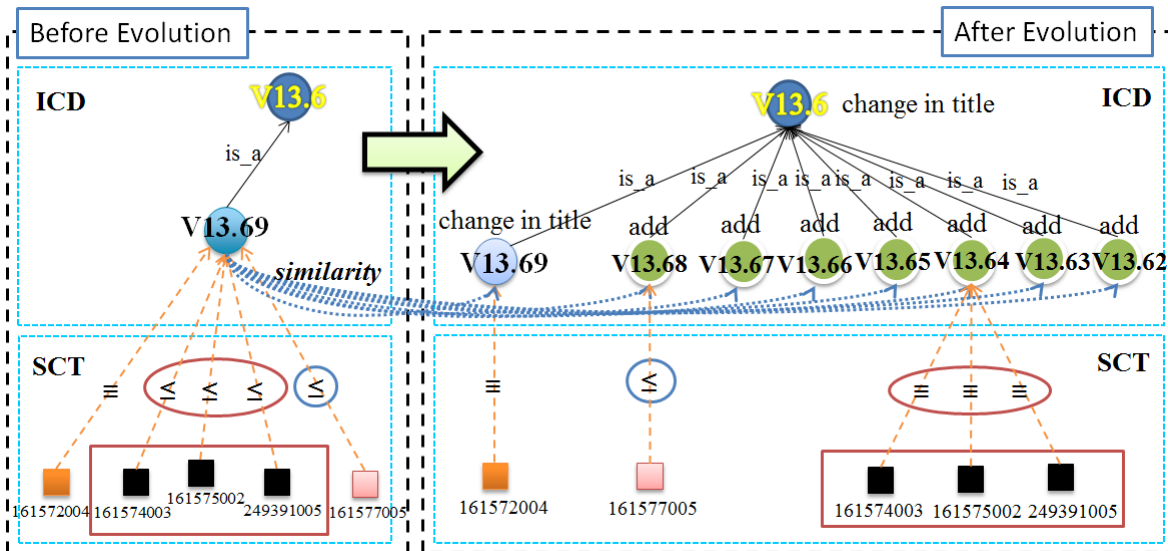 Before Evolution
ICD
V13.6
is_a
V13.69
similarity
SCT
≡ ≤ ≤ ≤ ≤
161572004
161574003
161575002
249391005
161577005
After Evolution
ICD
V13.6
change in title
is_a is_a is_a is_a is_a is_a is_a is_a
change in title
add add add add add add add
V13.69 V13.68 V13.67 V13.66 V13.65 V13.64 V13.63 V13.62
SCT
≡ ≤ ≡ ≡ ≡
161572004
161577005
161574003
161575002
249391005